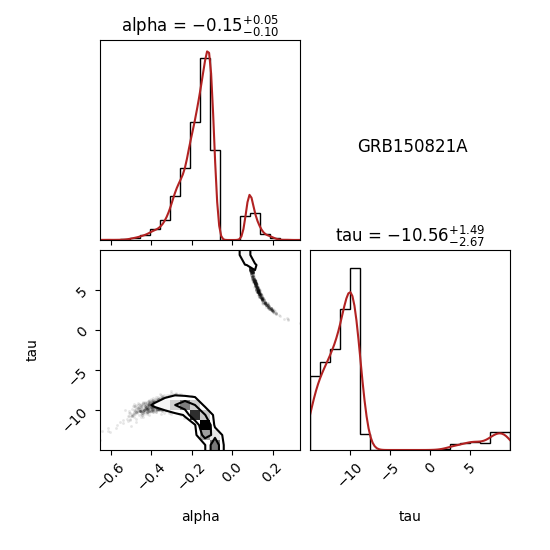 alpha = −0.15+0.05 −0.10
GRB150821A
tau = −10.56+1.49 −2.67
5
0
−5
−10
tau
−0.6 −0.4 −0.2 0.0 0.2
−10 −5 0 5
alpha
tau